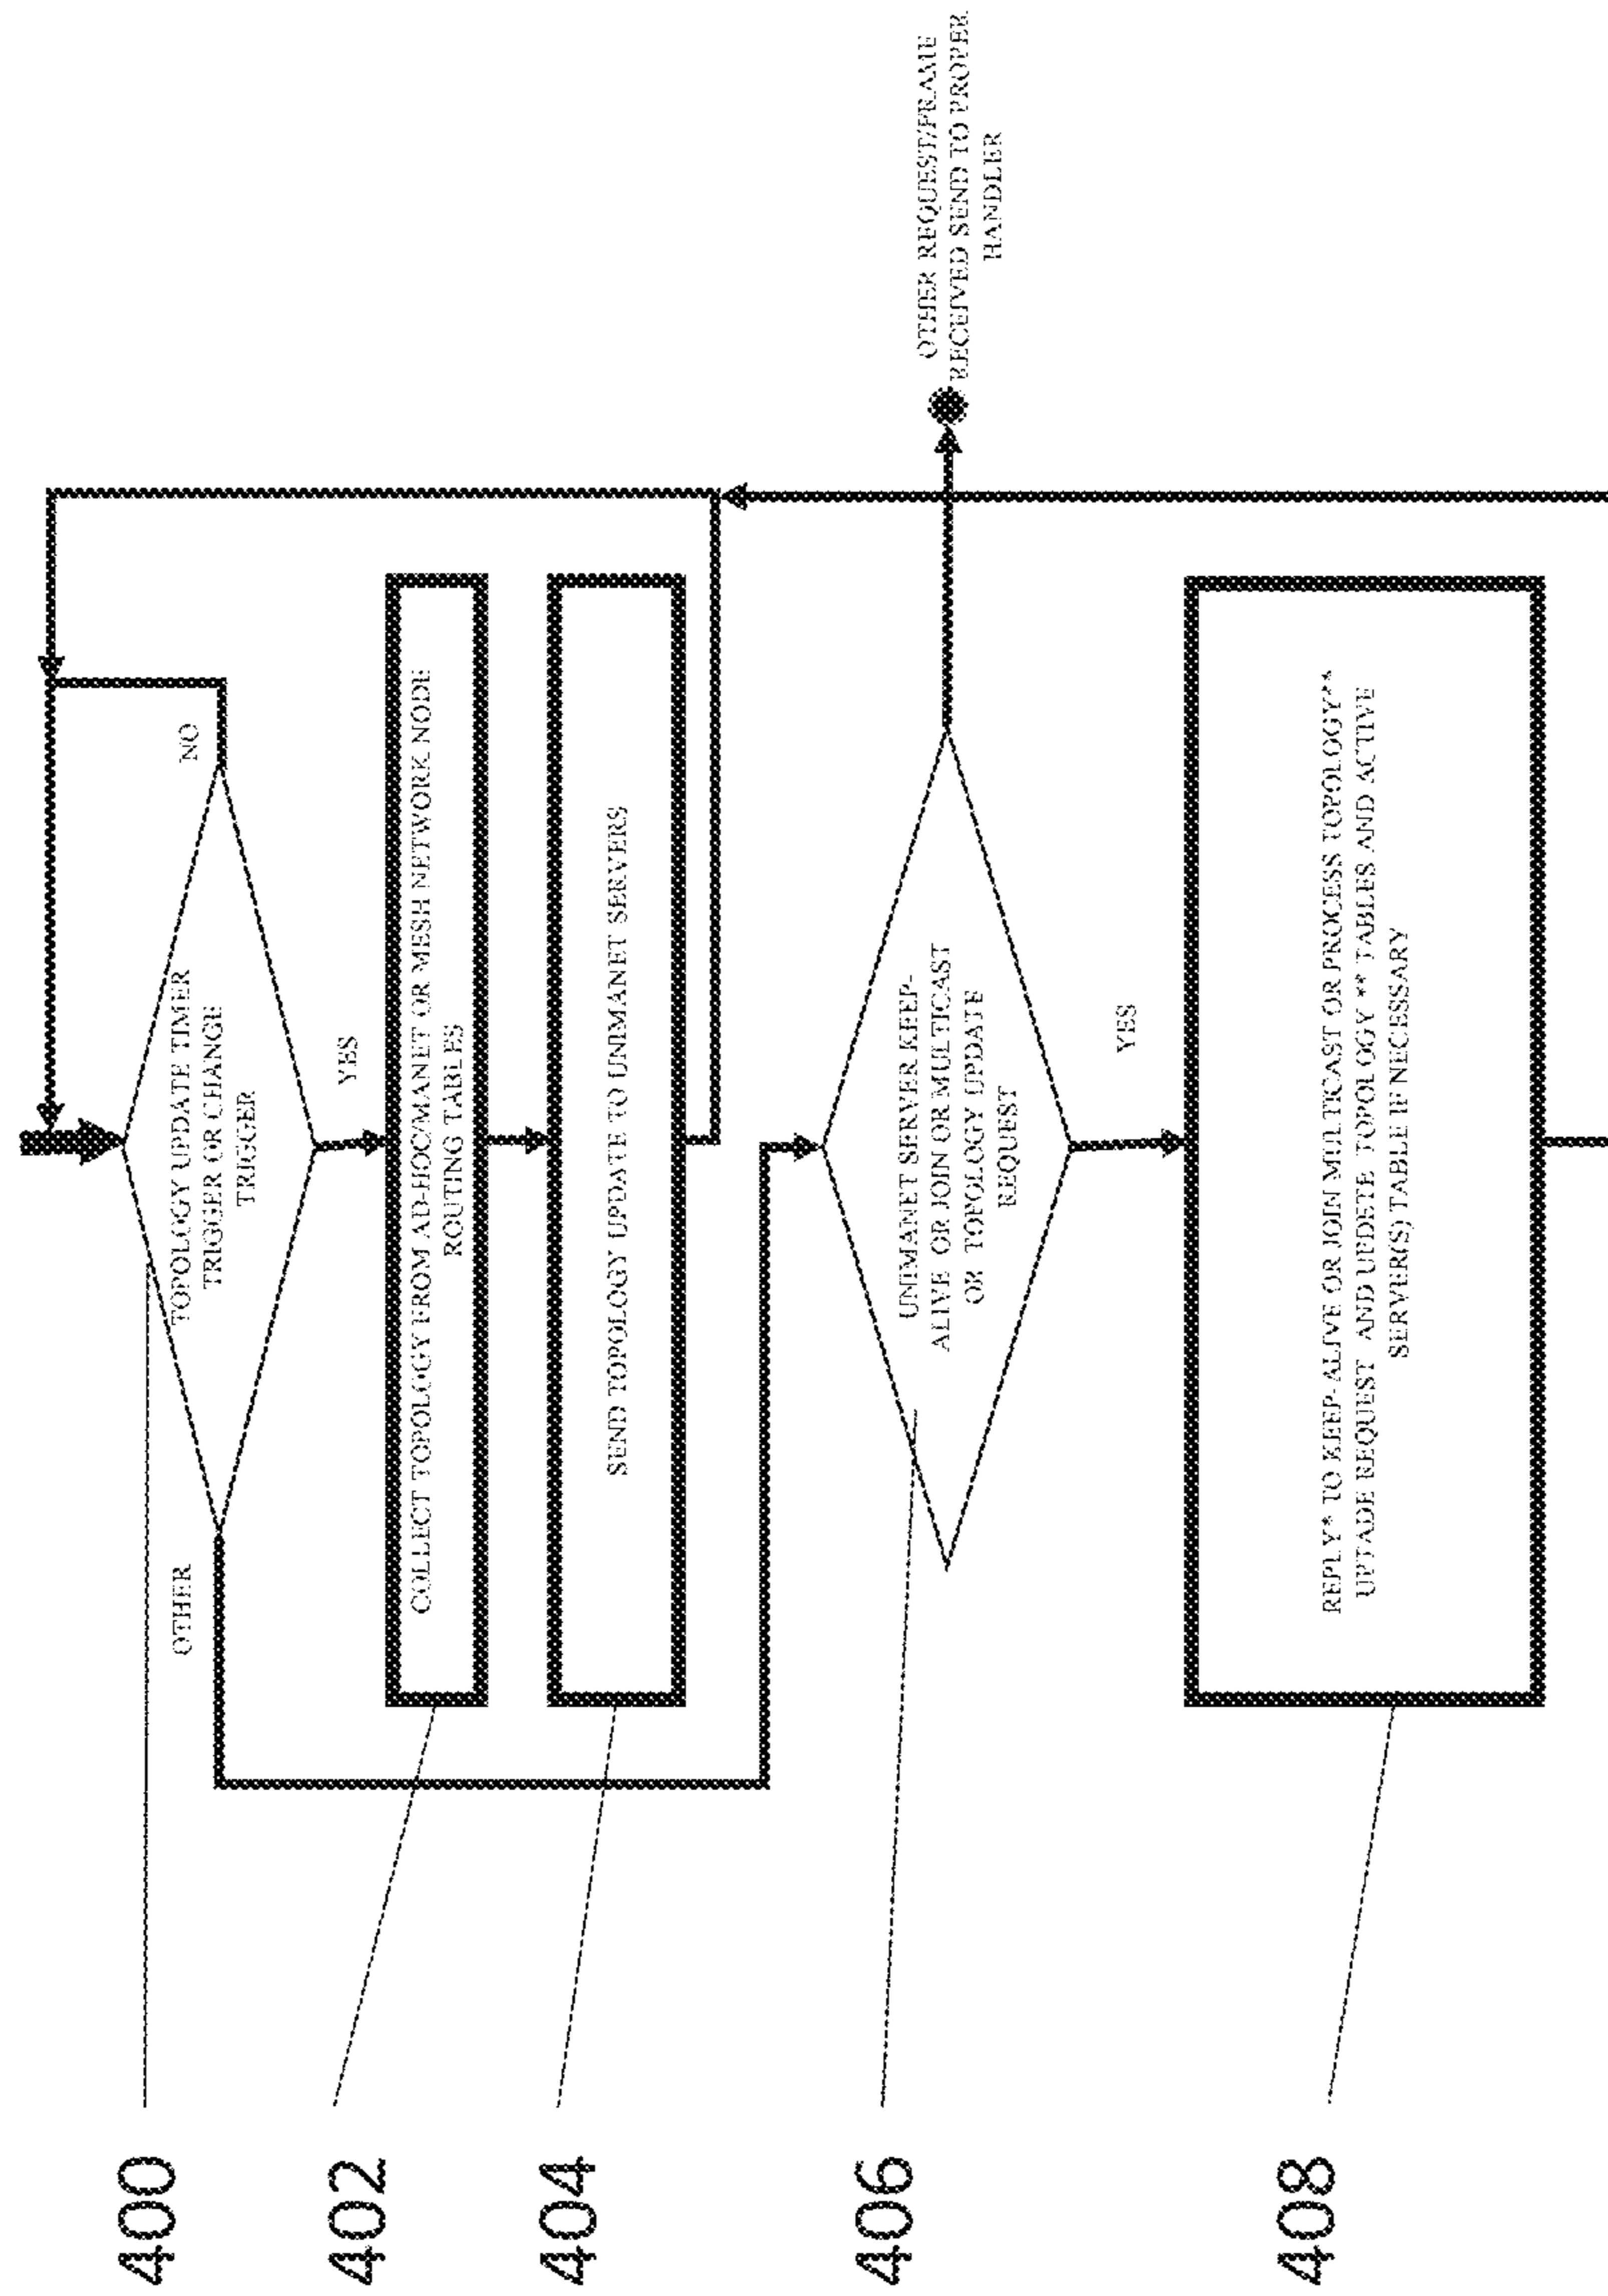 400
OTHER
TOPOLOGY UPDATE TIMER
TRIGGER OR CHANGE
TRIGGER
NO
YES
402
COLLECT TOPOLOGY FROM AD-HOC/MANET OR MESH NETWORK NODE
ROUTING TABLES
404
SEND TOPOLOGY UPDATE TO UNIMANET SERVERS
406
UNIMANET SERVER KEEP-
ALIVE OR JOIN OR MULTICAST
OR TOPOLOGY UPDATE
REQUEST
OTHER REQUEST/FRAME
RECEIVED SEND TO PROPER
HANDLER
YES
408
REPLY* TO KEEP-ALIVE OR JOIN MULTICAST OR PROCESS TOPOLOGY**
UPTADE REQUEST AND UPDETE TOPOLOGY ** TABLES AND ACTIVE
SERVER(S) TABLE IF NECESSARY